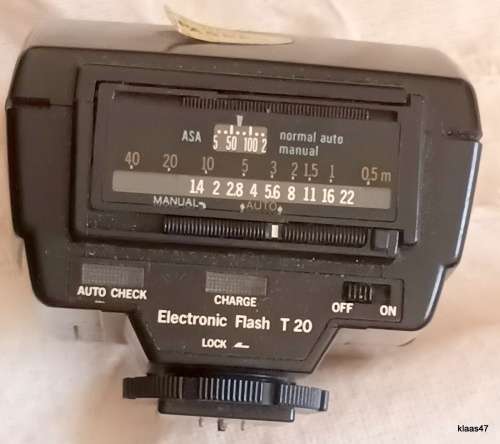 ASA 5 50 100 2 normal auto
manual
40 20 10 5 3 2 1,5 1 0,5 m
1.4 2 2.8 4 5.6 8 11 16 22
MANUAL AUTO
AUTO CHECK CHARGE OFF ON
Electronic Flash T 20
LOCK
klaas47